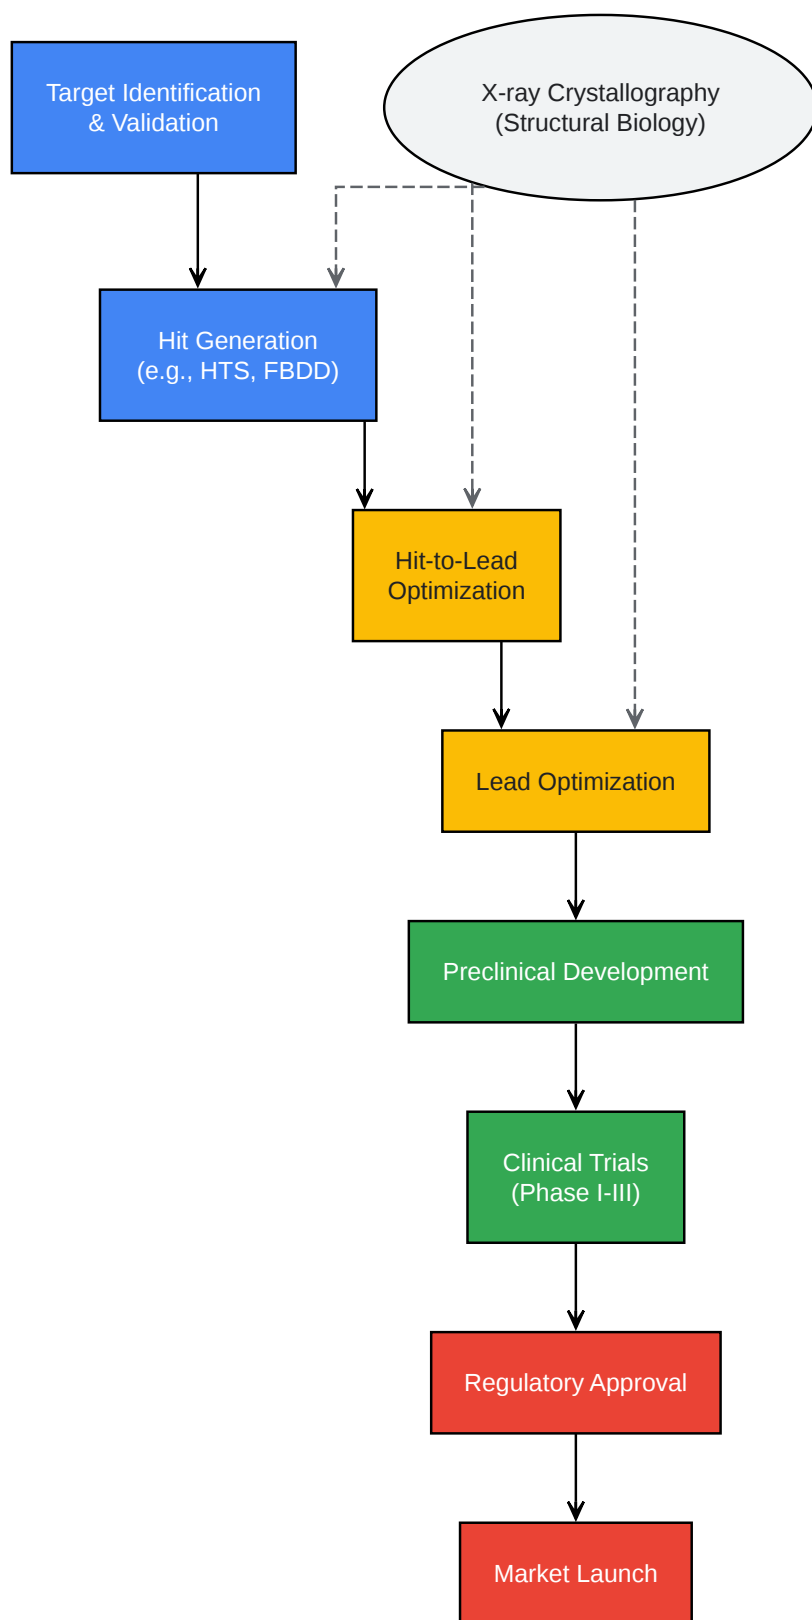 Target Identification
& Validation
X-ray Crystallography
(Structural Biology)
Hit Generation
(e.g., HTS, FBDD)
Hit-to-Lead
Optimization
Lead Optimization
Preclinical Development
Clinical Trials
(Phase I-III)
Regulatory Approval
Market Launch